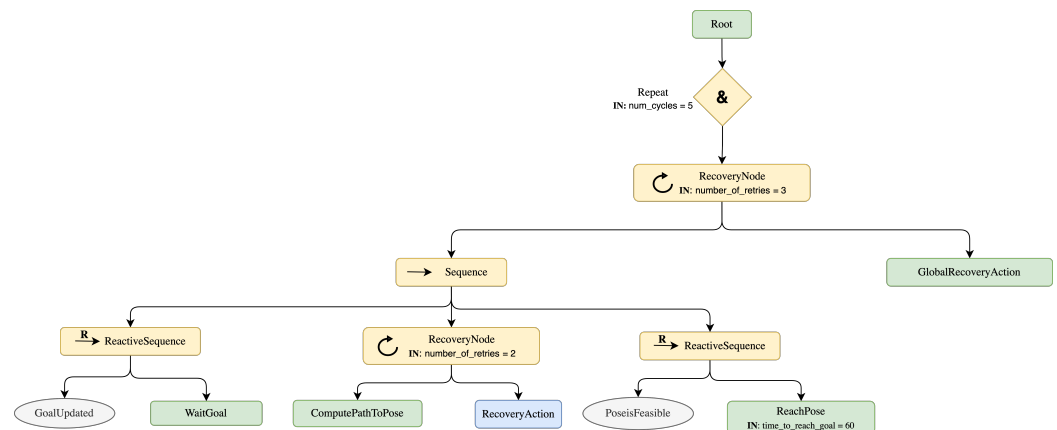 Root
&
Repeat
IN: num_cycles = 5
RecoveryNode
IN: number_of_retries = 3
Sequence
GlobalRecoveryAction
R
ReactiveSequence
RecoveryNode
IN: number_of_retries = 2
R
ReactiveSequence
GoalUpdated
WaitGoal
ComputePathToPose
RecoveryAction
PoseisFeasible
ReachPose
IN: time_to_reach_goal = 60